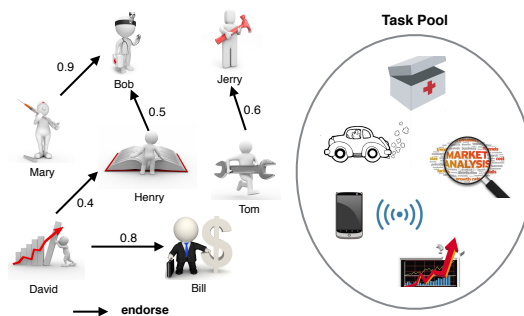 Task Pool
0.9
Bob
Jerry
0.5
0.6
Mary
Henry
Tom
MARKET
ANALYSIS
0.4
0.8
David
Bill
endorse